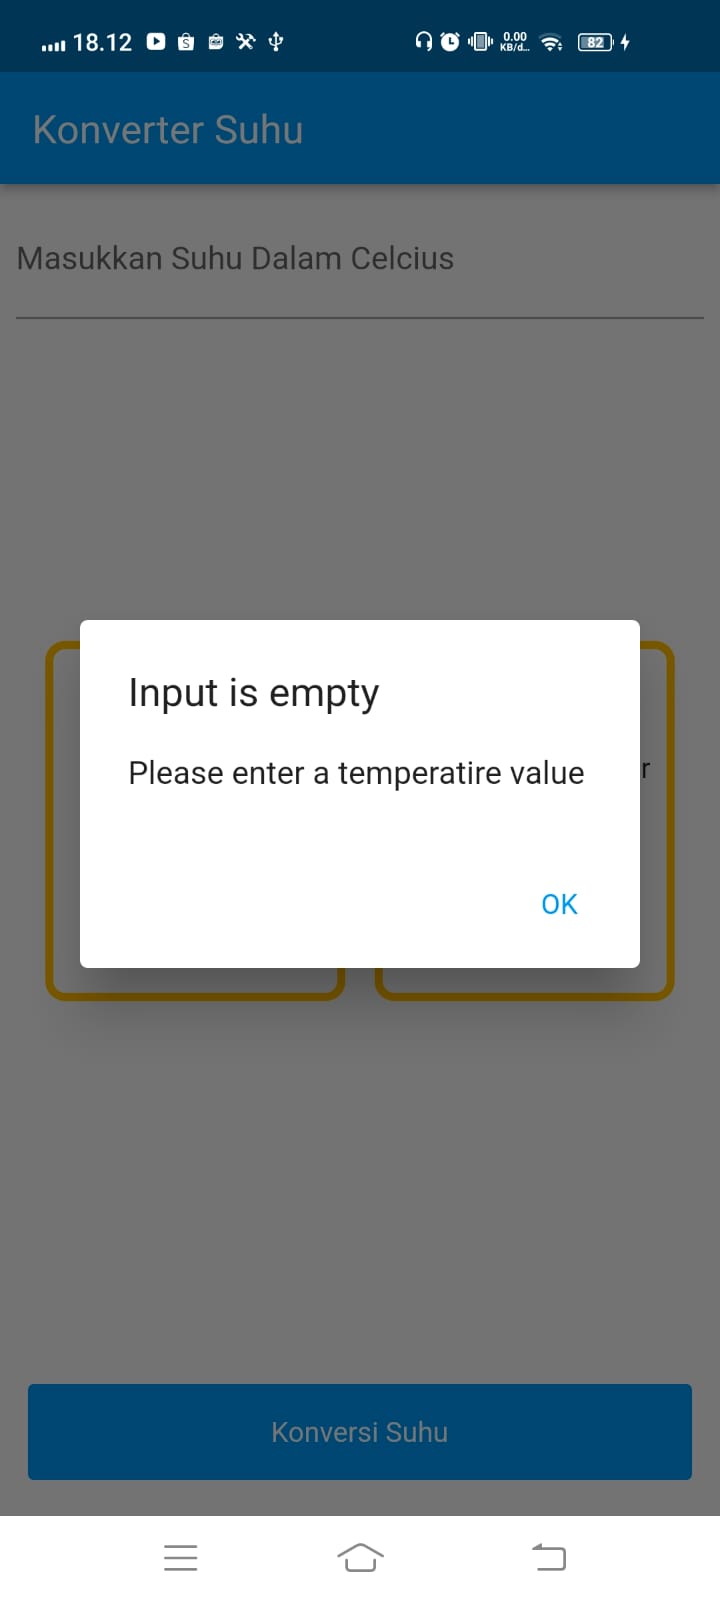 18.12
0.00
KB/d...
82
Konverter Suhu
Masukkan Suhu Dalam Celcius
Input is empty
Please enter a temperatire value
r
OK
Konversi Suhu